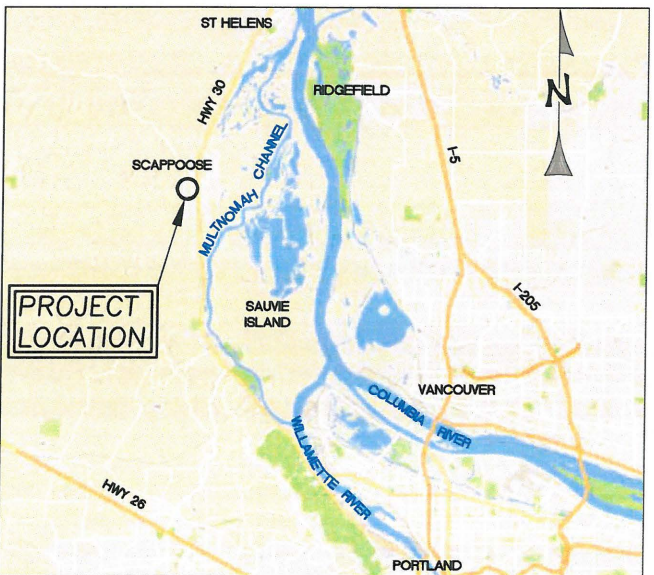 ST HELENS
HWY 30
RIDGEFIELD
N
I-5
SCAPPOOSE
MULTNOMAH CHANNEL
PROJECT
LOCATION
SAUVIE
ISLAND
I-205
VANCOUVER
COLUMBIA RIVER
WILLAMETTE RIVER
HWY 26
PORTLAND